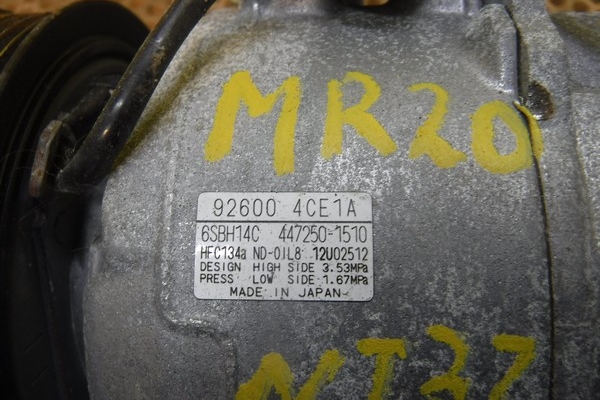 MR20
92600 4CE1A
6SBH14C 447250-1510
HFC134a ND-OIL8 12U02512
DESIGN HIGH SIDE 3.53MPa
PRESS LOW SIDE 1.67MPa
MADE IN JAPAN
NT32